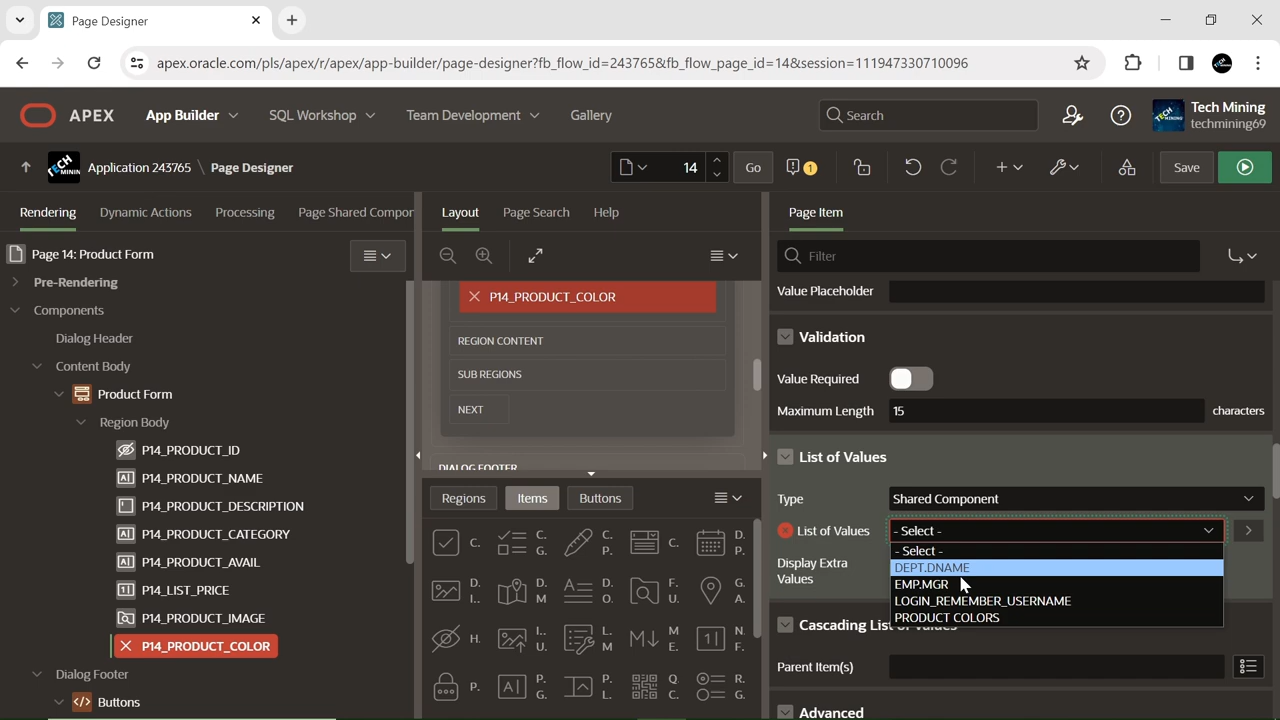 Page Designer
apex.oracle.com/pls/apex/r/apex/app-builder/page-designer?fb_flow_id=243765&fb_flow_page_id=14&session=111947330710096
APEX App Builder SQL Workshop Team Development Gallery Search Tech Mining
techmining69
Application 243765 \ Page Designer 14 Go 1 Save
Rendering Dynamic Actions Processing Page Shared Compor
Layout Page Search Help
Page Item
Page 14: Product Form
Filter
Pre-Rendering
Components
Dialog Header
Content Body
Product Form
Region Body
P14_PRODUCT_ID
P14_PRODUCT_NAME
P14_PRODUCT_DESCRIPTION
P14_PRODUCT_CATEGORY
P14_PRODUCT_AVAIL
P14_LIST_PRICE
P14_PRODUCT_IMAGE
P14_PRODUCT_COLOR
Dialog Footer
Buttons
P14_PRODUCT_COLOR
REGION CONTENT
SUB REGIONS
NEXT
DIALOG FOOTER
Regions Items Buttons
C. C. G. C. P. C. D. P.
D. I.. D. M D. O. F. U. G. A.
H. I.. U. L. M M E. N. F.
P. P. G. P. L. Q. C. R. G.
Value Placeholder
Validation
Value Required
Maximum Length 15 characters
List of Values
Type Shared Component
List of Values - Select -
Display Extra
Values
- Select -
DEPT.DNAME
EMP.MGR
LOGIN_REMEMBER_USERNAME
PRODUCT COLORS
Cascading List of Values
Parent Item(s)
Advanced